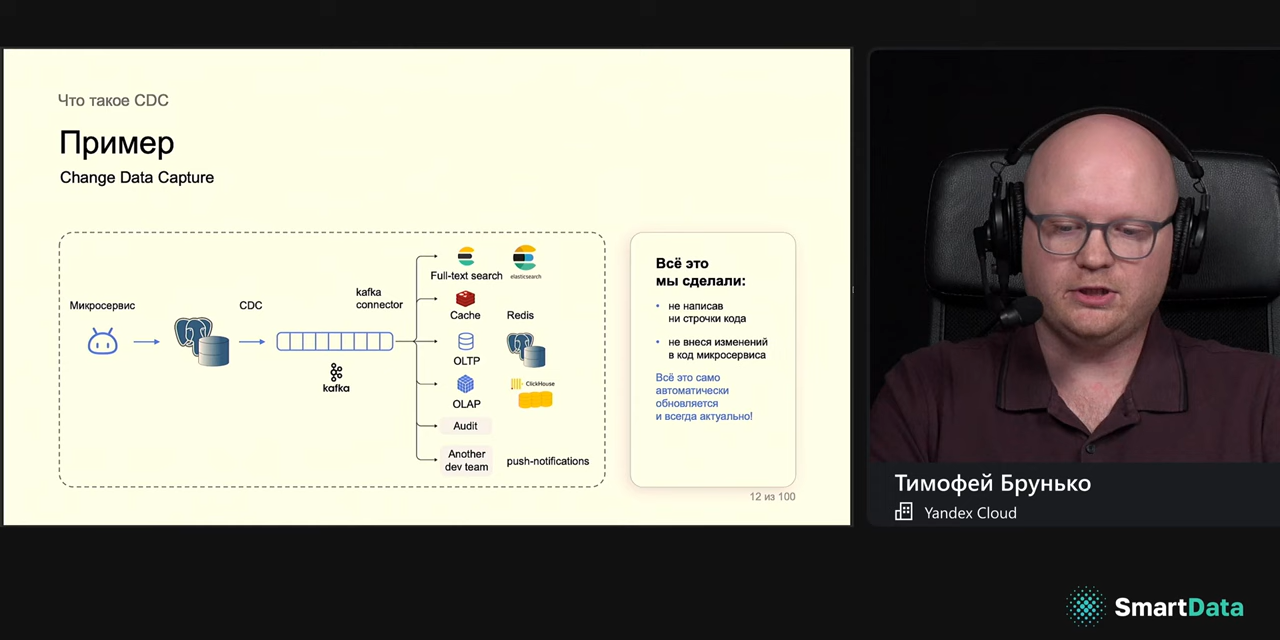 Что такое CDC
Пример
Change Data Capture
Микросервис
CDC
kafka
connector
kafka
Full-text search
elasticsearch
Cache
Redis
OLTP
OLAP
ClickHouse
Audit
Another
dev team
push-notifications
Всё это
мы сделали:
• не написав
ни строчки кода
• не внеся изменений
в код микросервиса
Всё это само
автоматически
обновляется
и всегда актуально!
12 из 100
Тимофей Брунько
Yandex Cloud
SmartData